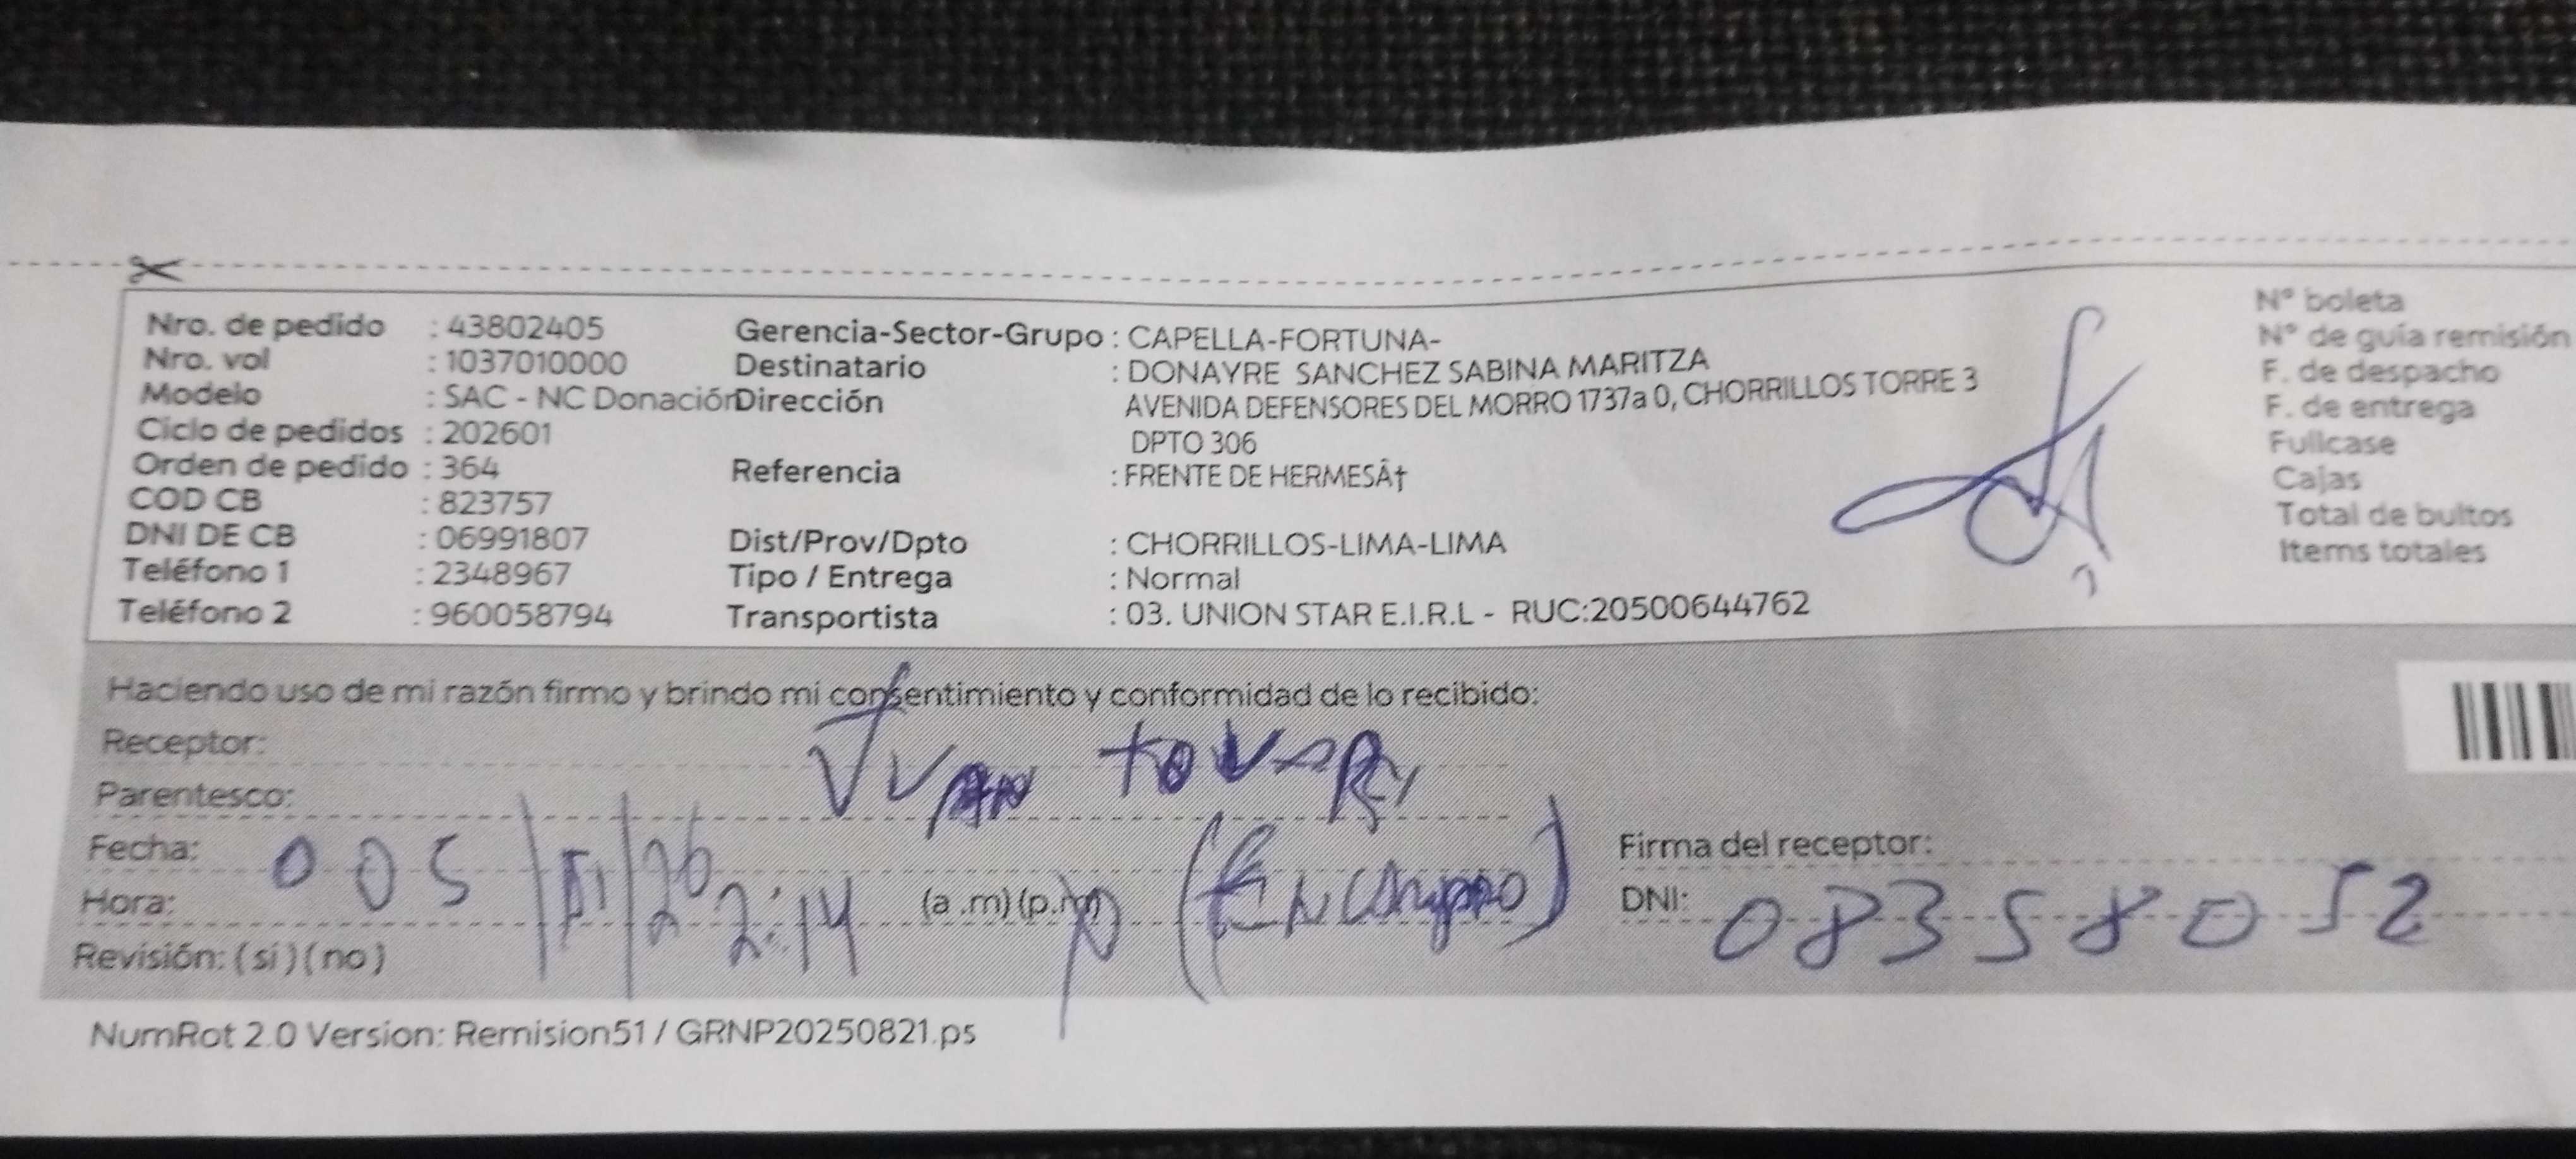 Nro. de pedido : 43802405
Nro. vol : 1037010000
Modelo : SAC - NC Donación
Ciclo de pedidos : 202601
Orden de pedido : 364
COD CB : 823757
DNI DE CB : 06991807
Teléfono 1 : 2348967
Teléfono 2 : 960058794
Gerencia-Sector-Grupo : CAPELLA-FORTUNA-
Destinatario : DONAYRE SANCHEZ SABINA MARITZA
Dirección AVENIDA DEFENSORES DEL MORRO 1737a 0, CHORRILLOS TORRE 3
DPTO 306
Referencia : FRENTE DE HERMESÂ†
Dist/Prov/Dpto : CHORRILLOS-LIMA-LIMA
Tipo / Entrega : Normal
Transportista : 03. UNION STAR E.I.R.L - RUC:20500644762
N° boleta
N° de guía remisión
F. de despacho
F. de entrega
Fullcase
Cajas
Total de bultos
Items totales
Haciendo uso de mi razón firmo y brindo mi consentimiento y conformidad de lo recibido:
Receptor:
Parentesco:
Fecha: 05
Hora: 2:14 (a .m) (p.m)
Revisión: ( si ) ( no )
Firma del receptor:
DNI: 08358052
NumRot 2.0 Version: Remision51 / GRNP20250821.ps